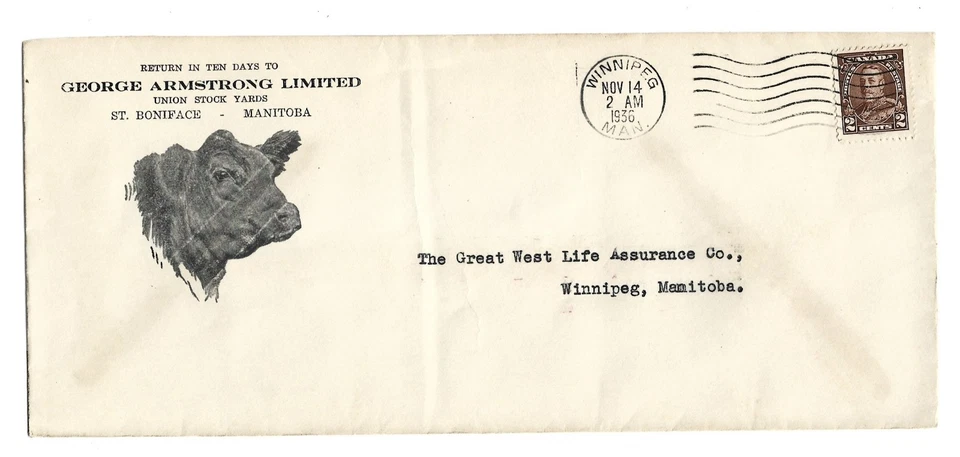 RETURN IN TEN DAYS TO
GEORGE ARMSTRONG LIMITED
UNION STOCK YARDS
ST. BONIFACE - MANITOBA
WINNIPEG
NOV 14
2 AM
1936
MAN.
CANADA
2 CENTS 2
The Great West Life Assurance Co.,
Winnipeg, Manitoba.